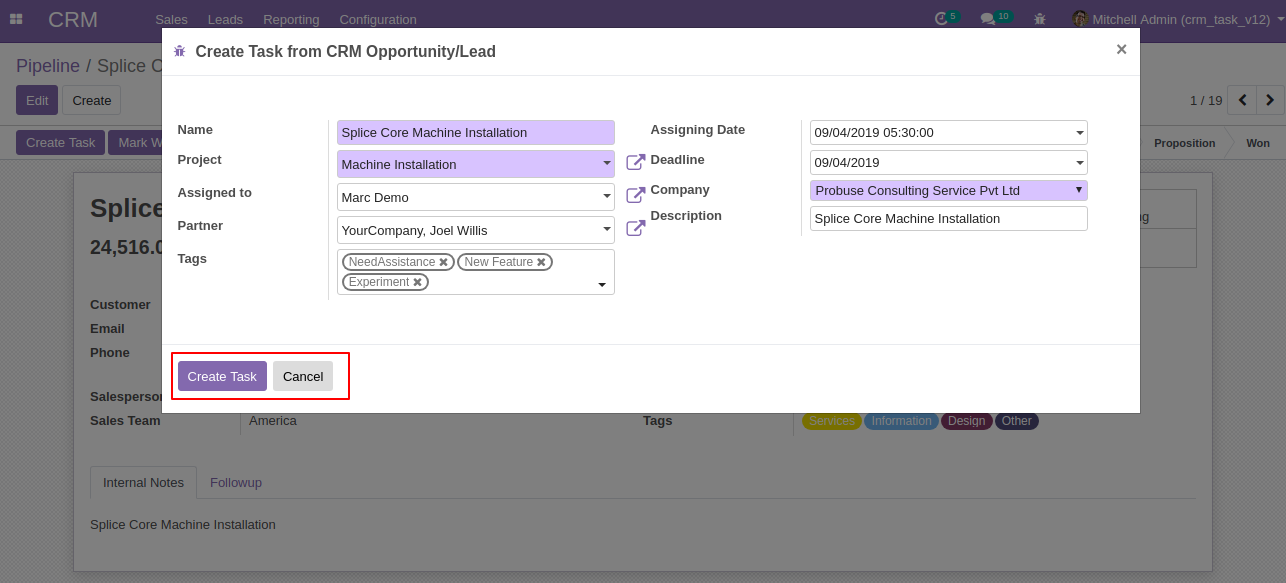 CRM Sales Leads Reporting Configuration 5 10 Mitchell Admin (crm_task_v12)
Create Task from CRM Opportunity/Lead ×
Pipeline / Splice C
Edit Create 1 / 19
Create Task Mark W Proposition Won
Name Splice Core Machine Installation
Project Machine Installation
Assigned to Marc Demo
Partner YourCompany, Joel Willis
Tags NeedAssistance ✖ New Feature ✖
Experiment ✖
Assigning Date 09/04/2019 05:30:00
Deadline 09/04/2019
Company Probuse Consulting Service Pvt Ltd
Description Splice Core Machine Installation
Create Task Cancel
Splice
24,516.0
Customer
Email
Phone
Salesperson
Sales Team America Tags Services Information Design Other
Internal Notes Followup
Splice Core Machine Installation